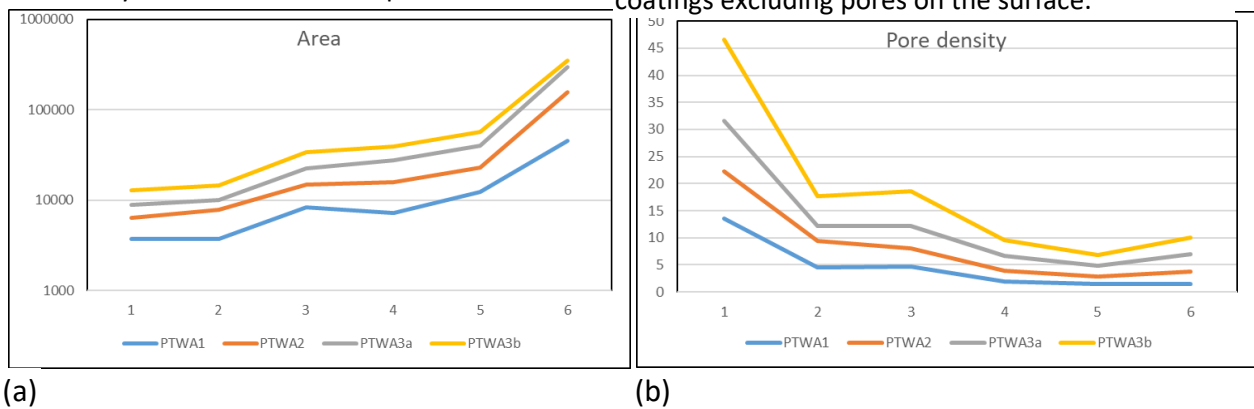 coatings excluding pores on the surface.
Area
1000000
100000
10000
1000
1 2 3 4 5 6
PTWA1 PTWA2 PTWA3a PTWA3b
(a)
Pore density
50
45
40
35
30
25
20
15
10
5
0
1 2 3 4 5 6
PTWA1 PTWA2 PTWA3a PTWA3b
(b)